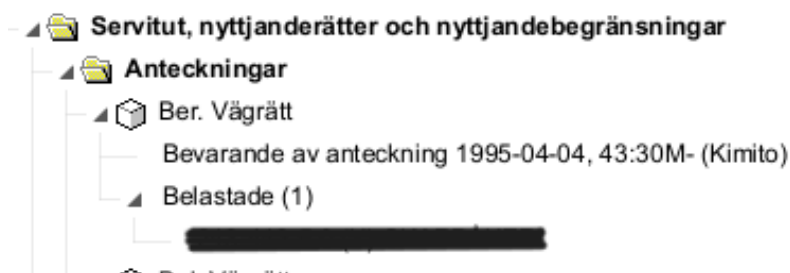 Servitut, nyttjanderätter och nyttjandebegränsningar
Anteckningar
Ber. Vägrätt
Bevarande av anteckning 1995-04-04, 43:30M- (Kimito)
Belastade (1)